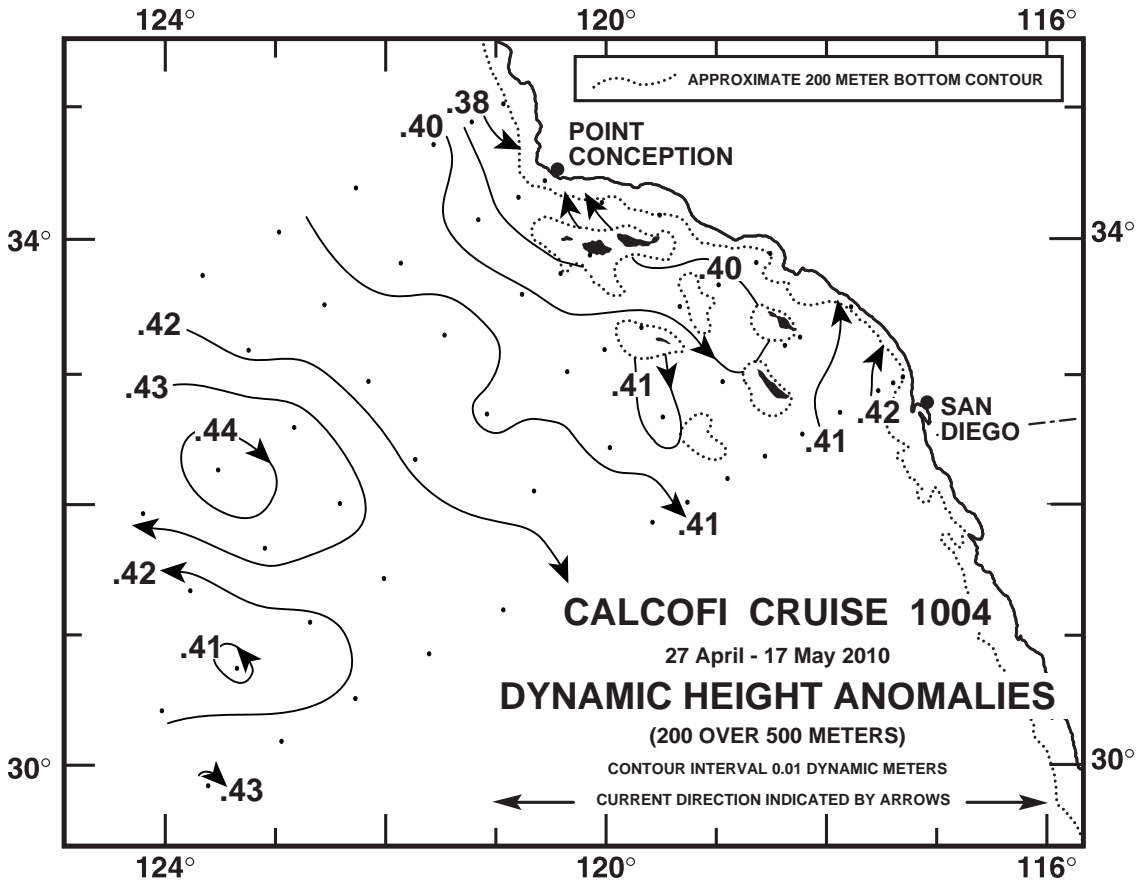 124° 120° 116°
APPROXIMATE 200 METER BOTTOM CONTOUR
.38
.40
POINT
CONCEPTION
34° 34°
.40
.42
.43
.41
.44
.42
SAN
DIEGO
.41
.41
.42
CALCOFI CRUISE 1004
.41
27 April - 17 May 2010
DYNAMIC HEIGHT ANOMALIES
(200 OVER 500 METERS)
30° 30°
CONTOUR INTERVAL 0.01 DYNAMIC METERS
.43
CURRENT DIRECTION INDICATED BY ARROWS
124° 120° 116°